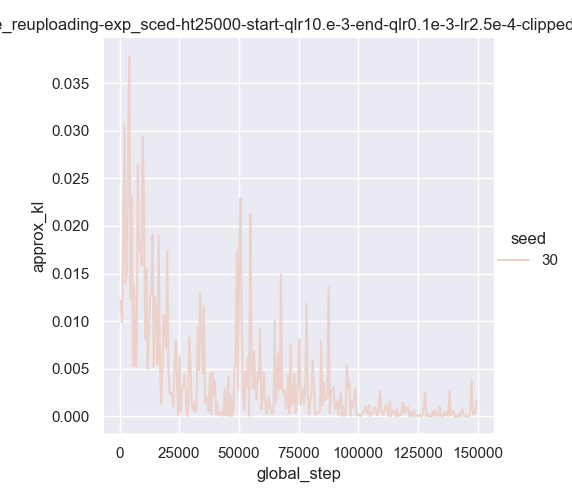 e_reuploading-exp_sced-ht25000-start-qlr10.e-3-end-qlr0.1e-3-lr2.5e-4-clipped
0.035
0.030
0.025
0.020
0.015
0.010
0.005
0.000
approx_kl
seed
30
0 25000 50000 75000 100000 125000 150000
global_step